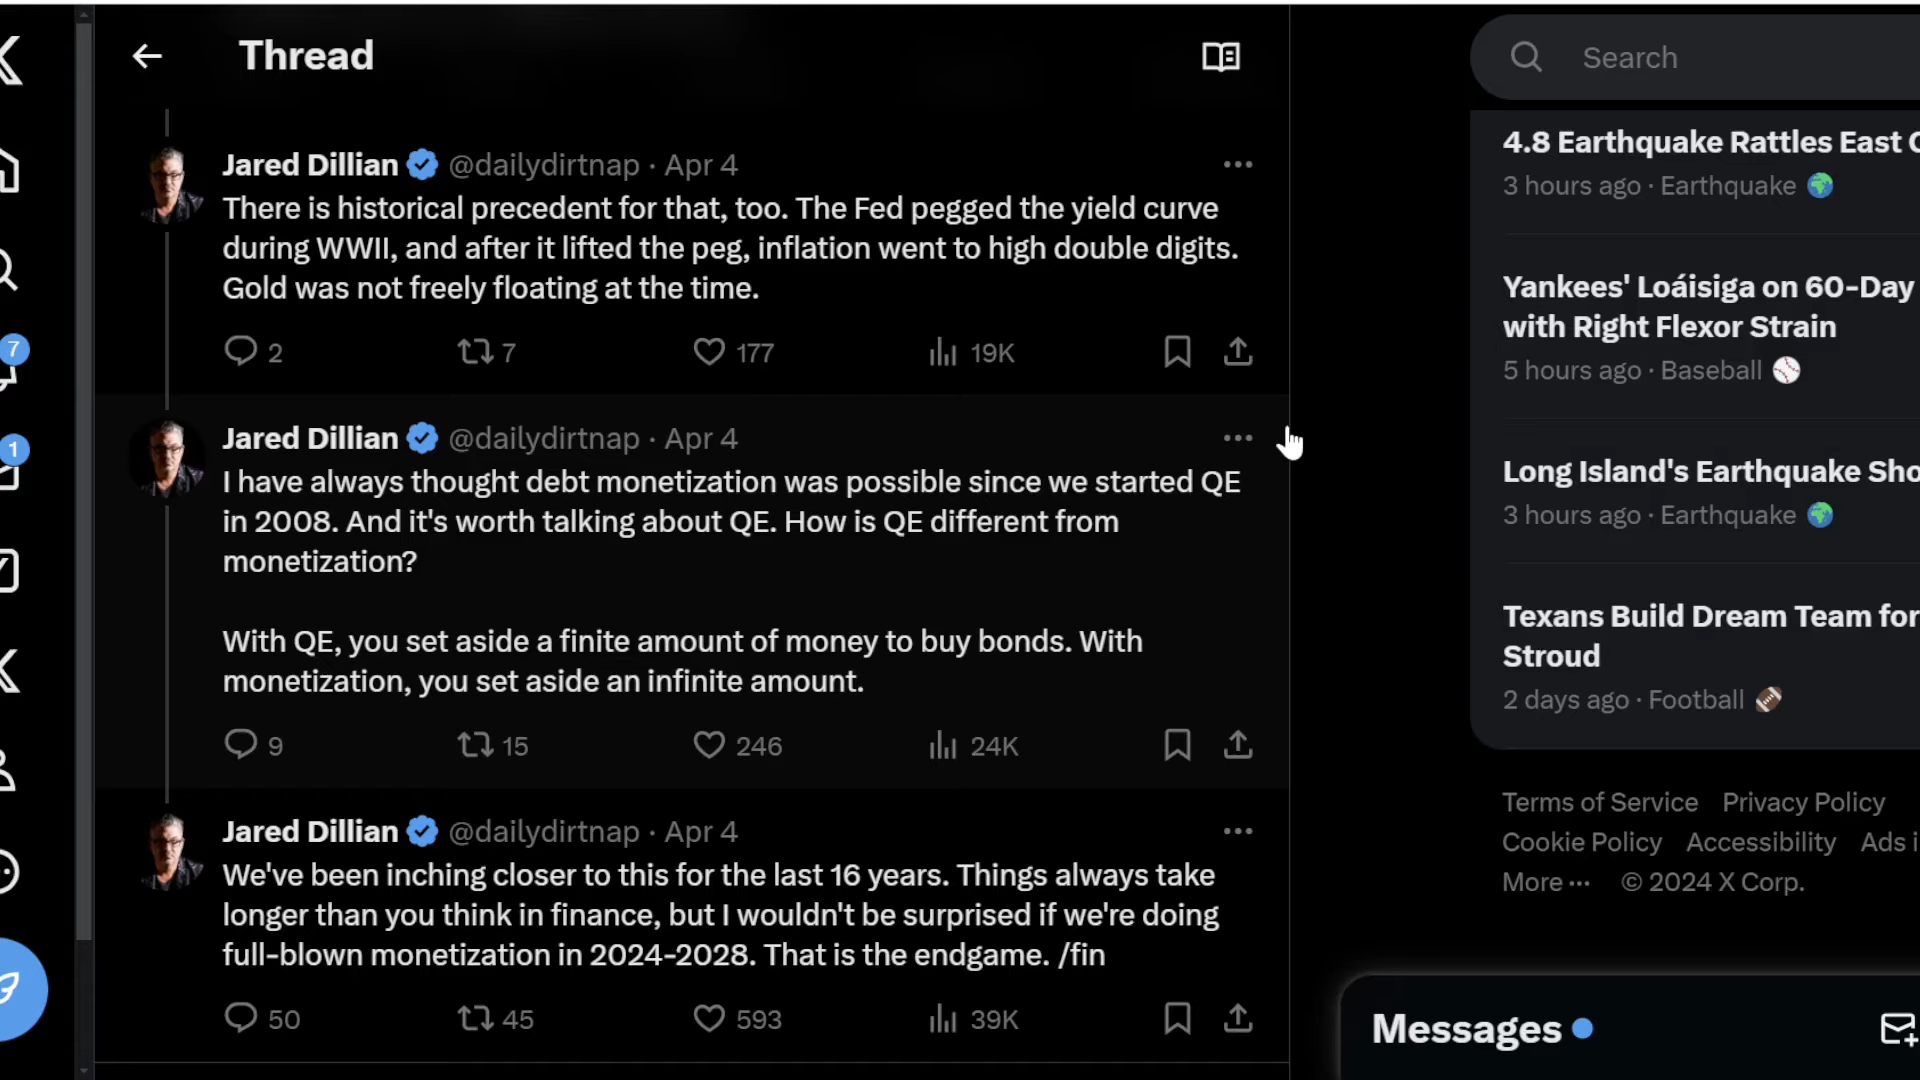 Thread
Jared Dillian @dailydirtnap · Apr 4
There is historical precedent for that, too. The Fed pegged the yield curve
during WWII, and after it lifted the peg, inflation went to high double digits.
Gold was not freely floating at the time.
2 7 177 19K
Jared Dillian @dailydirtnap · Apr 4
I have always thought debt monetization was possible since we started QE
in 2008. And it's worth talking about QE. How is QE different from
monetization?
With QE, you set aside a finite amount of money to buy bonds. With
monetization, you set aside an infinite amount.
9 15 246 24K
Jared Dillian @dailydirtnap · Apr 4
We've been inching closer to this for the last 16 years. Things always take
longer than you think in finance, but I wouldn't be surprised if we're doing
full-blown monetization in 2024-2028. That is the endgame. /fin
50 45 593 39K
7
1
Search
4.8 Earthquake Rattles East
3 hours ago · Earthquake
Yankees' Loáisiga on 60-Day
with Right Flexor Strain
5 hours ago · Baseball
Long Island's Earthquake Sho
3 hours ago · Earthquake
Texans Build Dream Team for
Stroud
2 days ago · Football
Terms of Service Privacy Policy
Cookie Policy Accessibility Ads i
More ··· © 2024 X Corp.
Messages